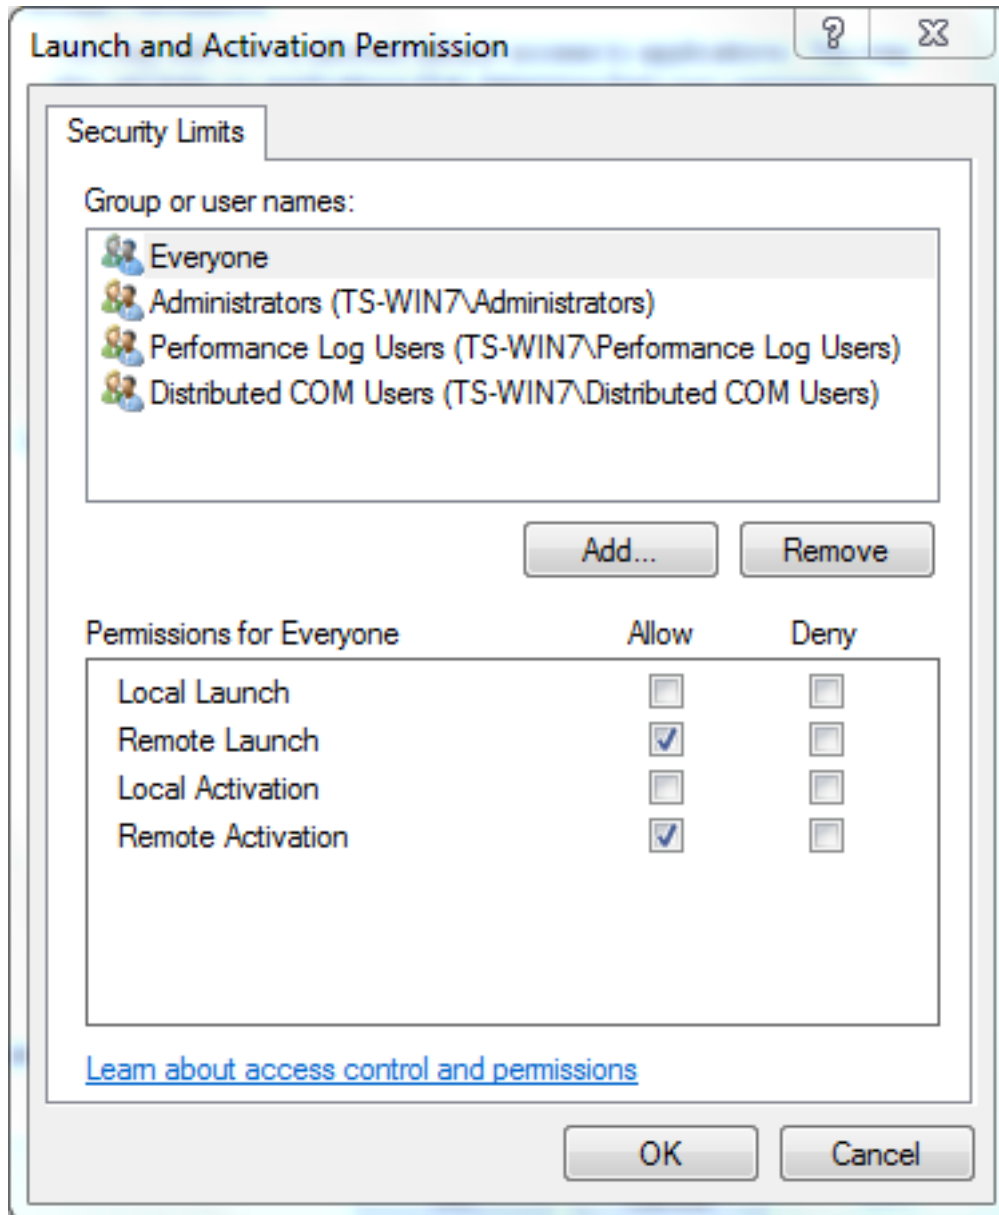 Launch and Activation Permission
Security Limits
Group or user names:
Everyone
Administrators (TS-WIN7\Administrators)
Performance Log Users (TS-WIN7\Performance Log Users)
Distributed COM Users (TS-WIN7\Distributed COM Users)
Add... Remove
Permissions for Everyone Allow Deny
Local Launch
Remote Launch
Local Activation
Remote Activation
Learn about access control and permissions
OK Cancel